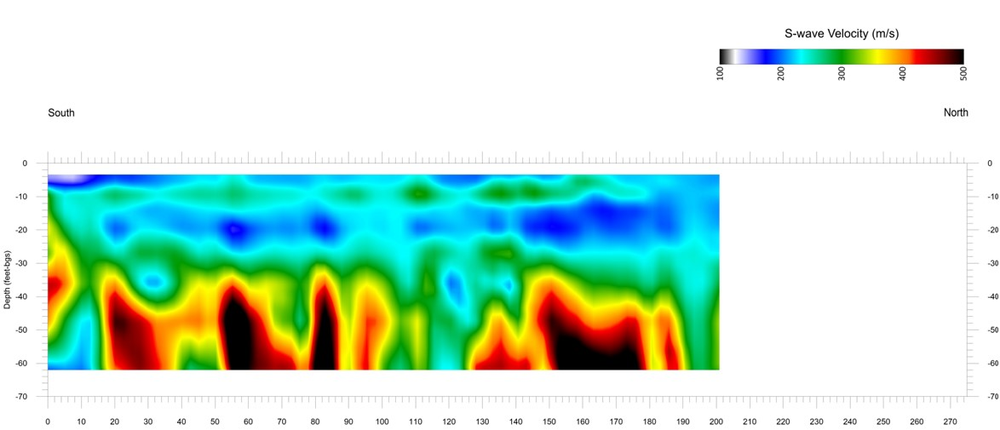 S-wave Velocity (m/s)
100 200 300 400 500
South North
0 0
-10 -10
-20 -20
-30 -30
-40 -40
-50 -50
-60 -60
-70 -70
Depth (feet-bgs)
0 10 20 30 40 50 60 70 80 90 100 110 120 130 140 150 160 170 180 190 200 210 220 230 240 250 260 270